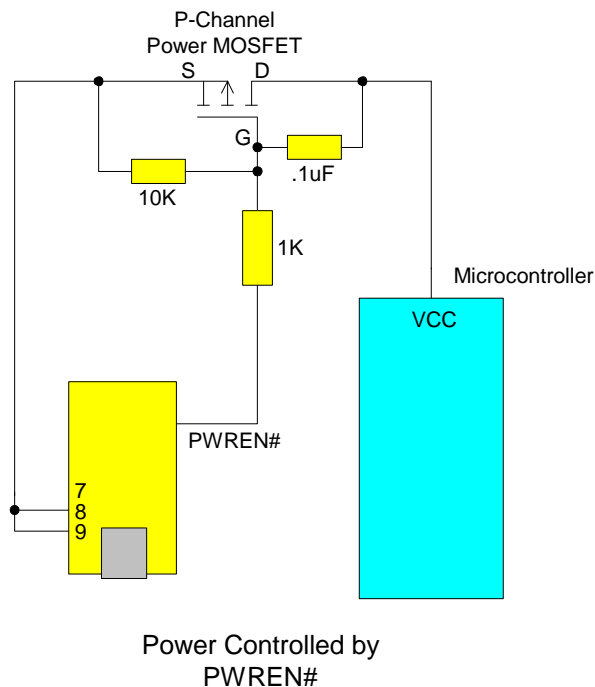 P-Channel
Power MOSFET
S D
G
.1uF
10K
1K
Microcontroller
VCC
PWREN#
7
8
9
Power Controlled by
PWREN#